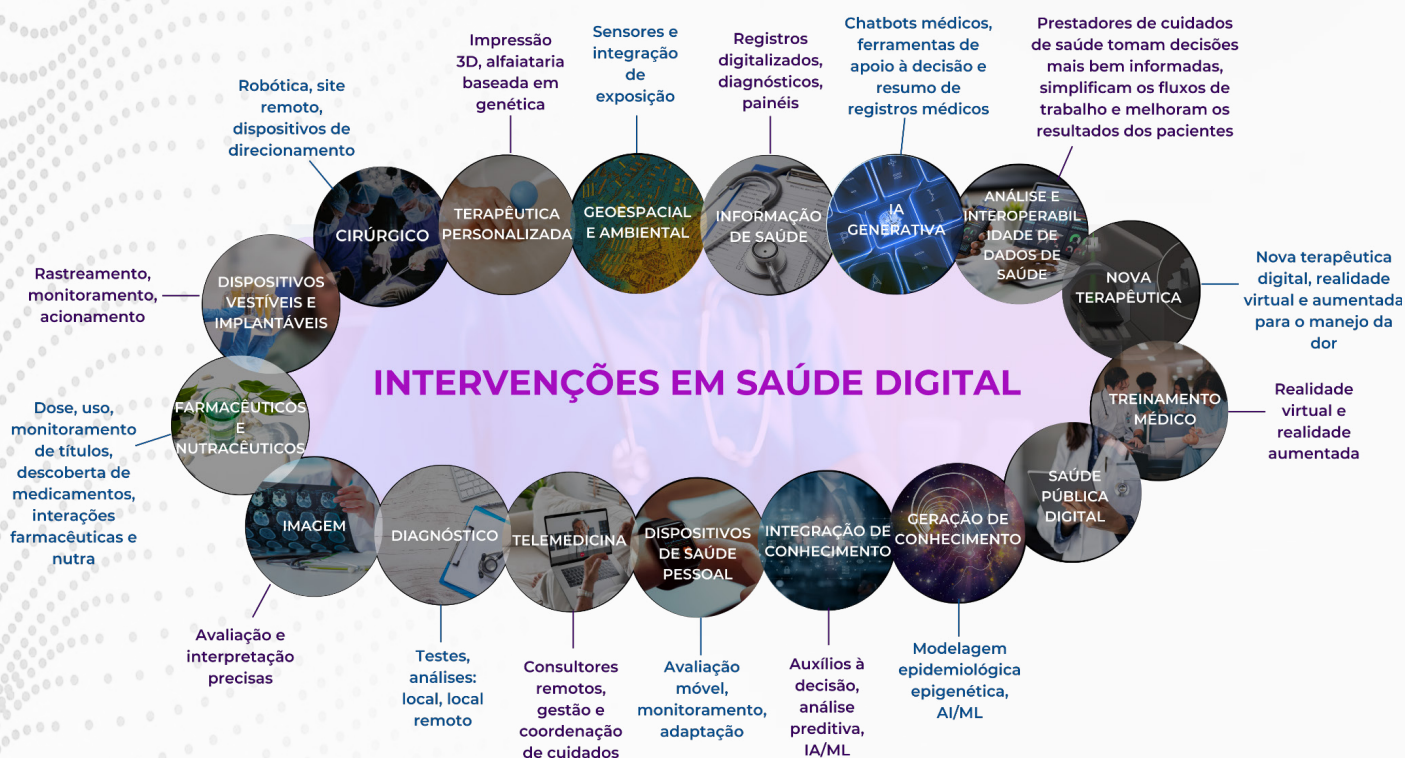 Robótica, site
remoto,
dispositivos de
direcionamento
Impressão
3D, alfaiataria
baseada em
genética
Sensores e
integração
de
exposição
Registros
digitalizados,
diagnósticos,
painéis
Chatbots médicos,
ferramentas de
apoio à decisão e
resumo de
registros médicos
Prestadores de cuidados
de saúde tomam decisões
mais bem informadas,
simplificam os fluxos de
trabalho e melhoram os
resultados dos pacientes
CIRÚRGICO
TERAPÊUTICA
PERSONALIZADA
GEOESPACIAL
E AMBIENTAL
INFORMAÇÃO
DE SAÚDE
IA
GENERATIVA
ANÁLISE E
INTEROPERABIL
IDADE DE
DADOS DE
SAÚDE
Rastreamento,
monitoramento,
acionamento
DISPOSITIVOS
VESTÍVEIS E
IMPLANTÁVEIS
NOVA
TERAPÊUTICA
Nova terapêutica
digital, realidade
virtual e aumentada
para o manejo da
dor
INTERVENÇÕES EM SAÚDE DIGITAL
Dose, uso,
monitoramento
de títulos,
descoberta de
medicamentos,
interações
farmacêuticas e
nutra
FARMACÊUTICOS
E
NUTRACÊUTICOS
TREINAMENTO
MÉDICO
Realidade
virtual e
realidade
aumentada
IMAGEM
DIAGNÓSTICO
TELEMEDICINA
DISPOSITIVOS
DE SAÚDE
PESSOAL
INTEGRAÇÃO DE
CONHECIMENTO
GERAÇÃO DE
CONHECIMENTO
SAÚDE
PÚBLICA
DIGITAL
Avaliação e
interpretação
precisas
Testes,
análises:
local, local
remoto
Consultores
remotos,
gestão e
coordenação
de cuidados
Avaliação
móvel,
monitoramento,
adaptação
Auxílios à
decisão,
análise
preditiva,
IA/ML
Modelagem
epidemiológica
epigenética,
AI/ML